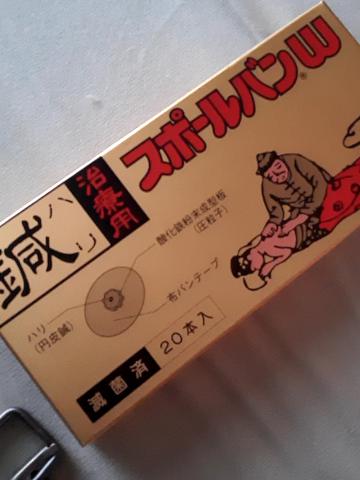 スポールバンW®
治療用
鍼ハリ
酸化鉄粉末成型板
(圧粒子)
ハリ
(円皮鍼)
布バンテープ
20本入
滅菌済